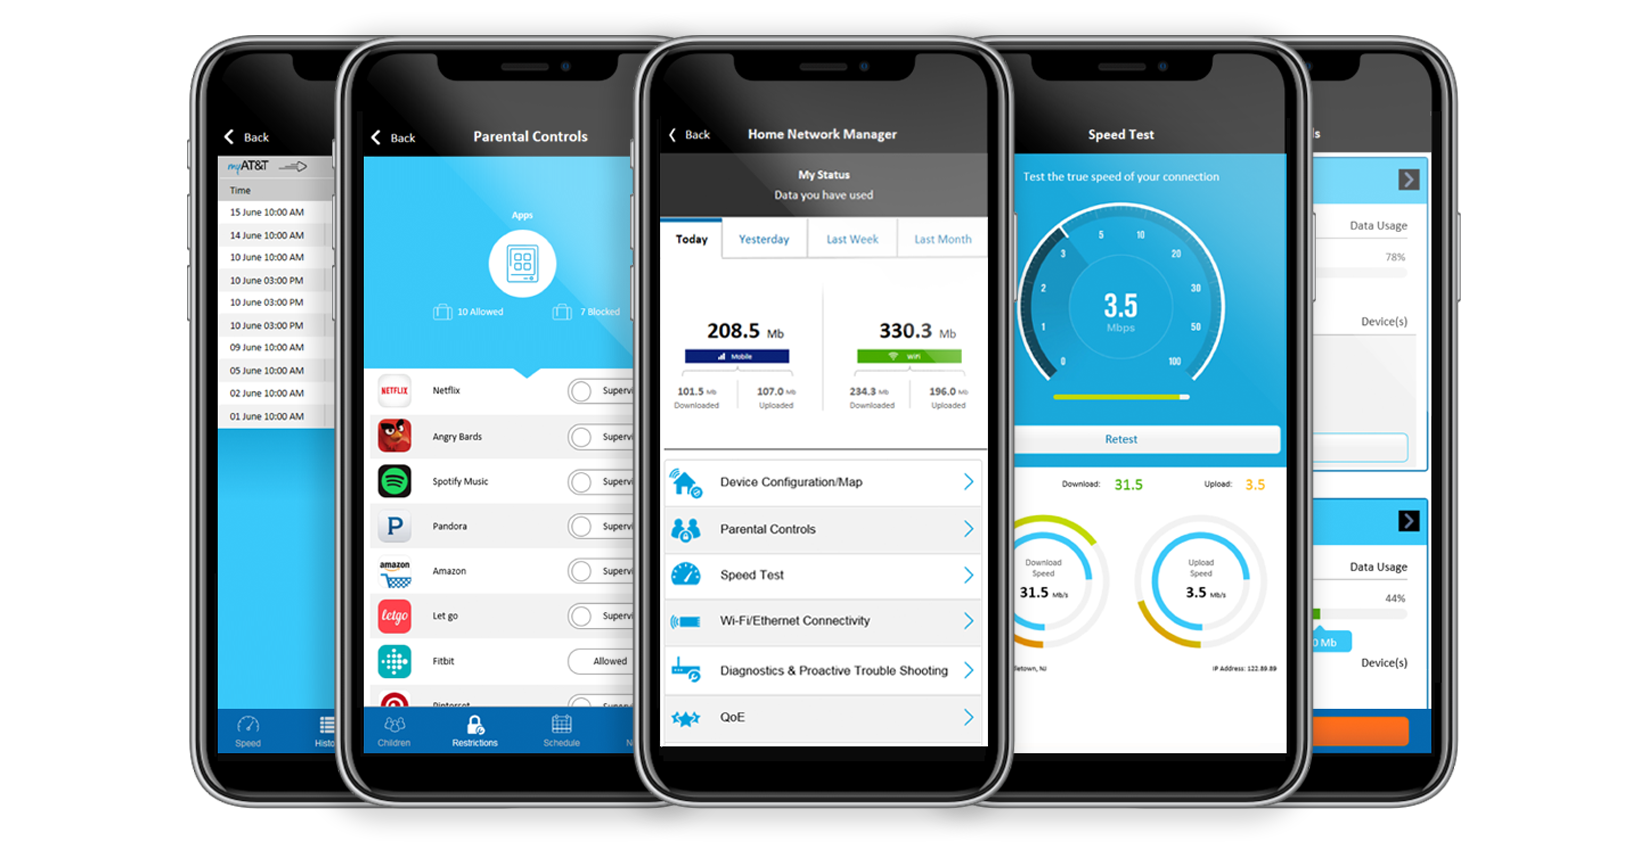 Back
myAT&T
Time
15 June 10:00 AM
14 June 10:00 AM
10 June 10:00 AM
10 June 03:00 PM
10 June 03:00 PM
10 June 03:00 PM
09 June 10:00 AM
05 June 10:00 AM
02 June 10:00 AM
01 June 10:00 AM
Speed
Histo
Back Parental Controls
Apps
10 Allowed 7 Blocked
NETFLIX Netflix Supervi
Angry Bards Supervi
Spotify Music Supervi
P Pandora Supervi
amazon Amazon Supervi
letgo Let go Supervi
Fitbit Allowed
Pinterest Supervi
Children Restrictions Schedule N
Back Home Network Manager
My Status
Data you have used
Today Yesterday Last Week Last Month
208.5 Mb 330.3 Mb
Mobile WiFi
101.5 Mb 107.0 Mb 234.3 Mb 196.0 Mb
Downloaded Uploaded Downloaded Uploaded
Device Configuration/Map
Parental Controls
Speed Test
Wi-Fi/Ethernet Connectivity
Diagnostics & Proactive Trouble Shooting
QoE
Speed Test
Test the true speed of your connection
0 1 2 3 5 10 20 30 50 100
3.5
Mbps
Retest
Download: 31.5 Upload: 3.5
Download Speed
31.5 Mb/s
Upload Speed
3.5 Mb/s
letown, NJ IP Address: 122.89.89
ls
Data Usage
78%
Device(s)
Data Usage
44%
0 Mb
Device(s)